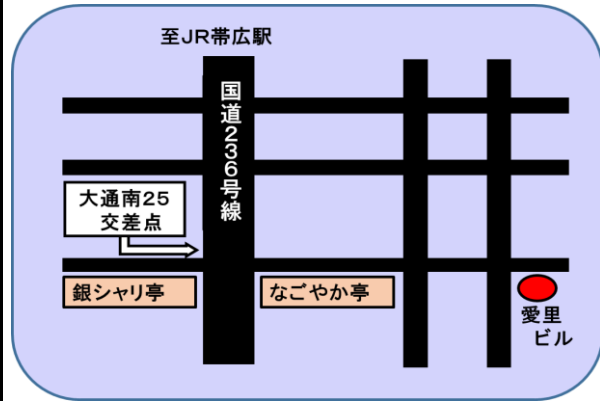 至JR帯広駅
国道236号線
大通南25
交差点
銀シャリ亭
なごやか亭
愛里
ビル